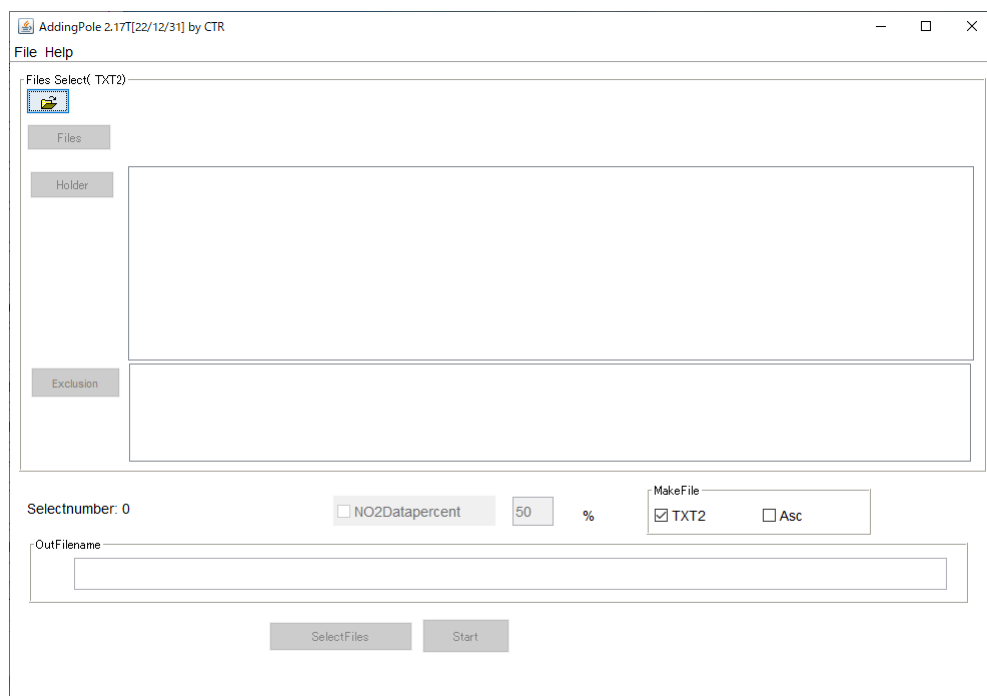 AddingPole 2.17T[22/12/31] by CTR
File Help
Files Select( TXT2)
Files
Holder
Exclusion
Selectnumber: 0
NO2Datapercent 50 %
MakeFile
TXT2 Asc
OutFilename
SelectFiles Start